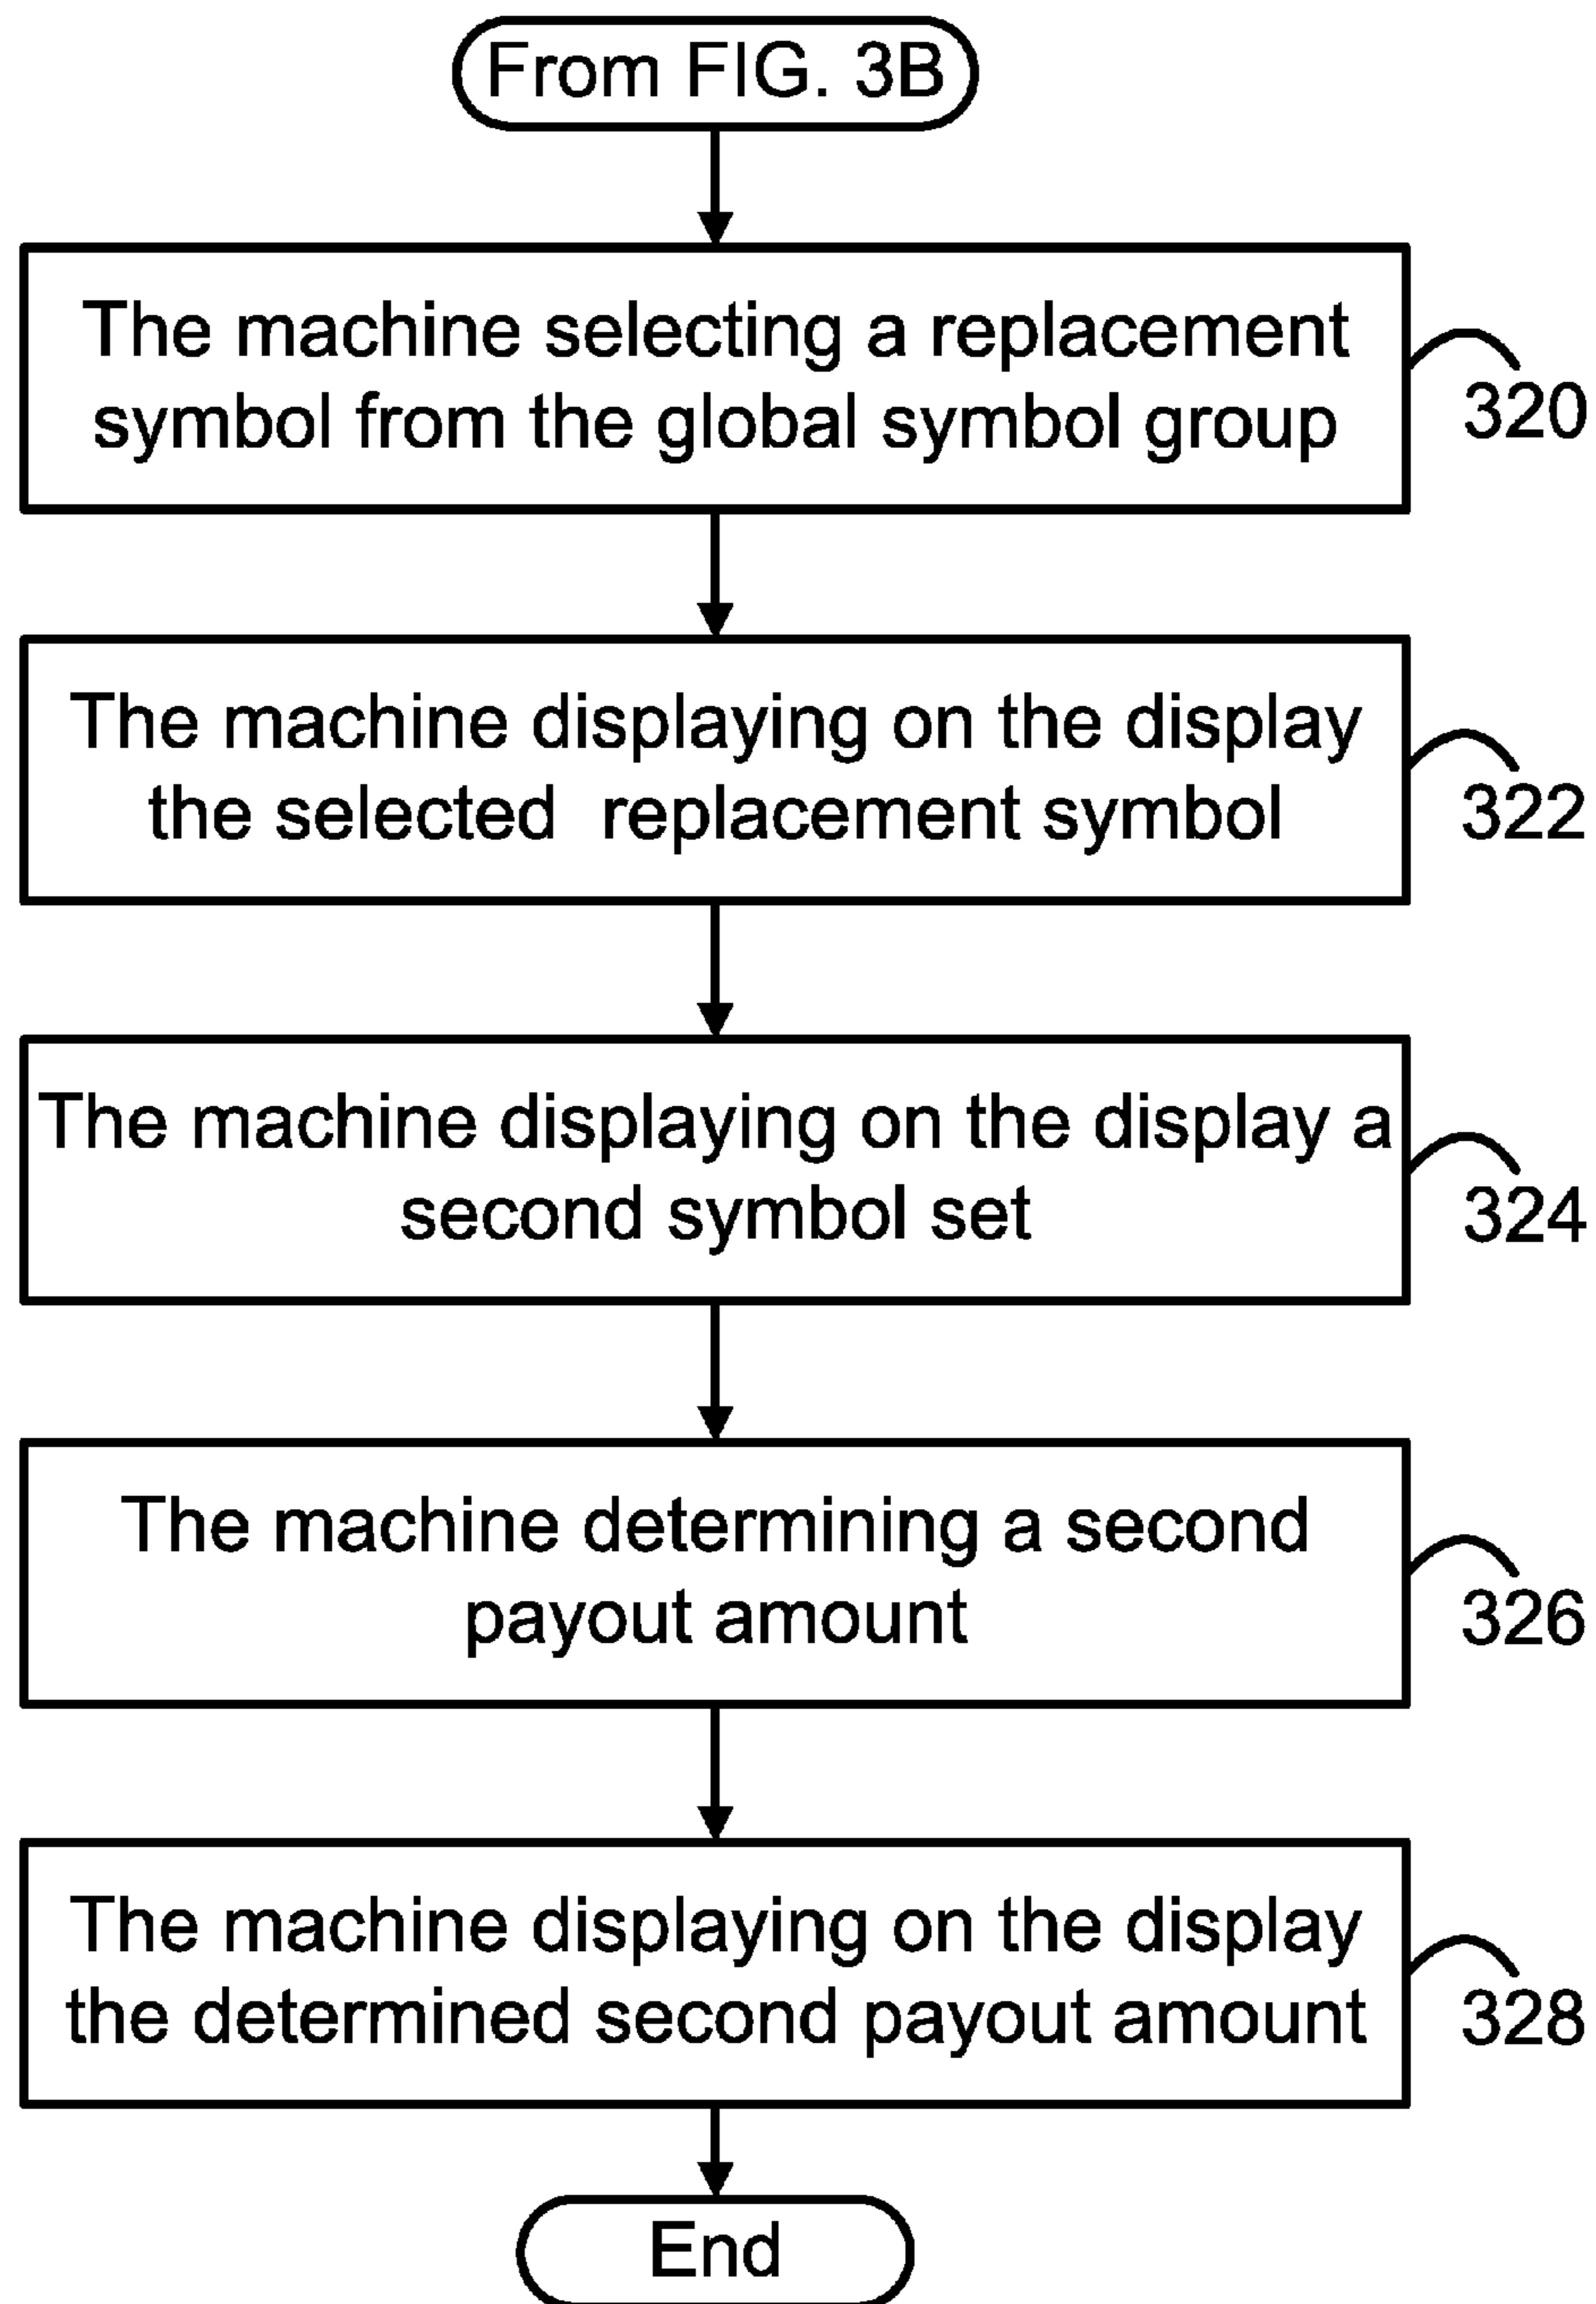 From FIG. 3B
The machine selecting a replacement
symbol from the global symbol group
320
The machine displaying on the display
the selected  replacement symbol
322
The machine displaying on the display a
second symbol set
324
The machine determining a second
payout amount
326
The machine displaying on the display
the determined second payout amount
328
End